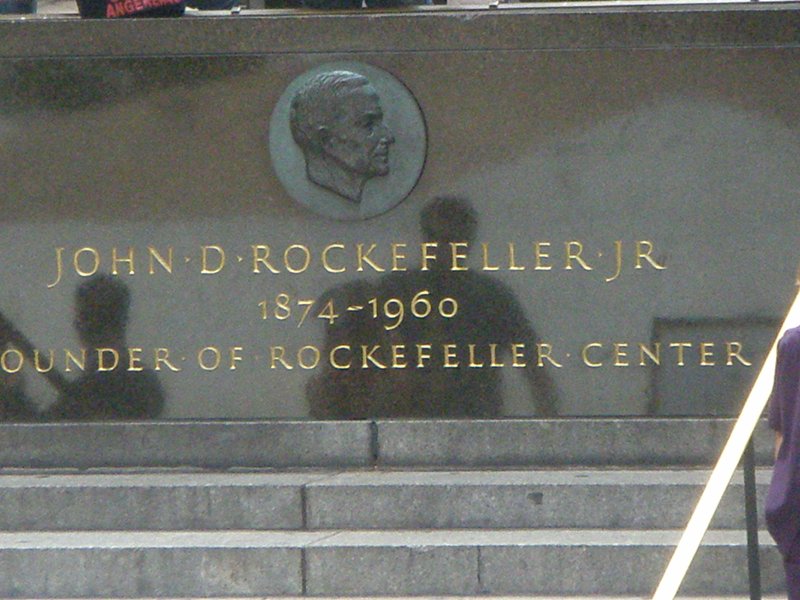 JOHN·D·ROCKEFELLER·JR
1874-1960
OUNDER·OF·ROCKEFELLER·CENTER